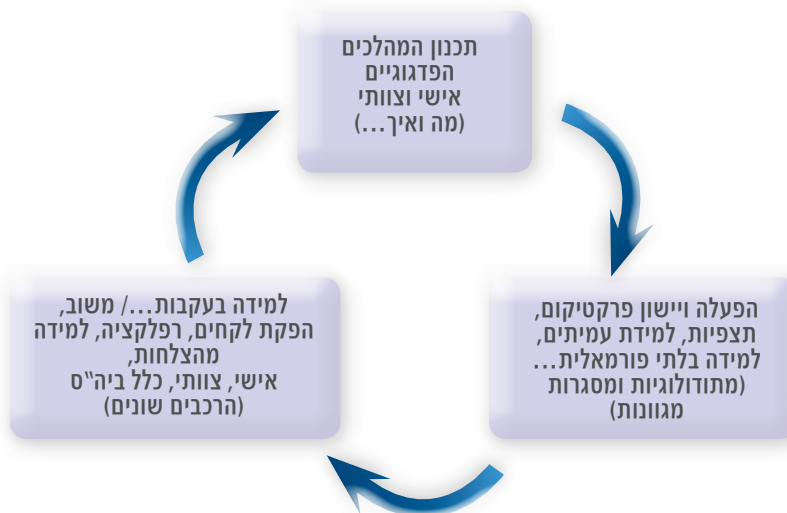 תכנון המהלכים
הפדגוגיים
אישי וצוותי
(מה ואיך...)
הפעלה ויישון פרקטיקום,
תצפיות, למידת עמיתים,
למידה בלתי פורמאלית...
(מתודולוגיות ומסגרות
מגוונות)
למידה בעקבות.../ משוב,
הפקת לקחים, רפלקציה, למידה
מהצלחות,
אישי, צוותי, כלל ביה"ס
(הרכבים שונים)